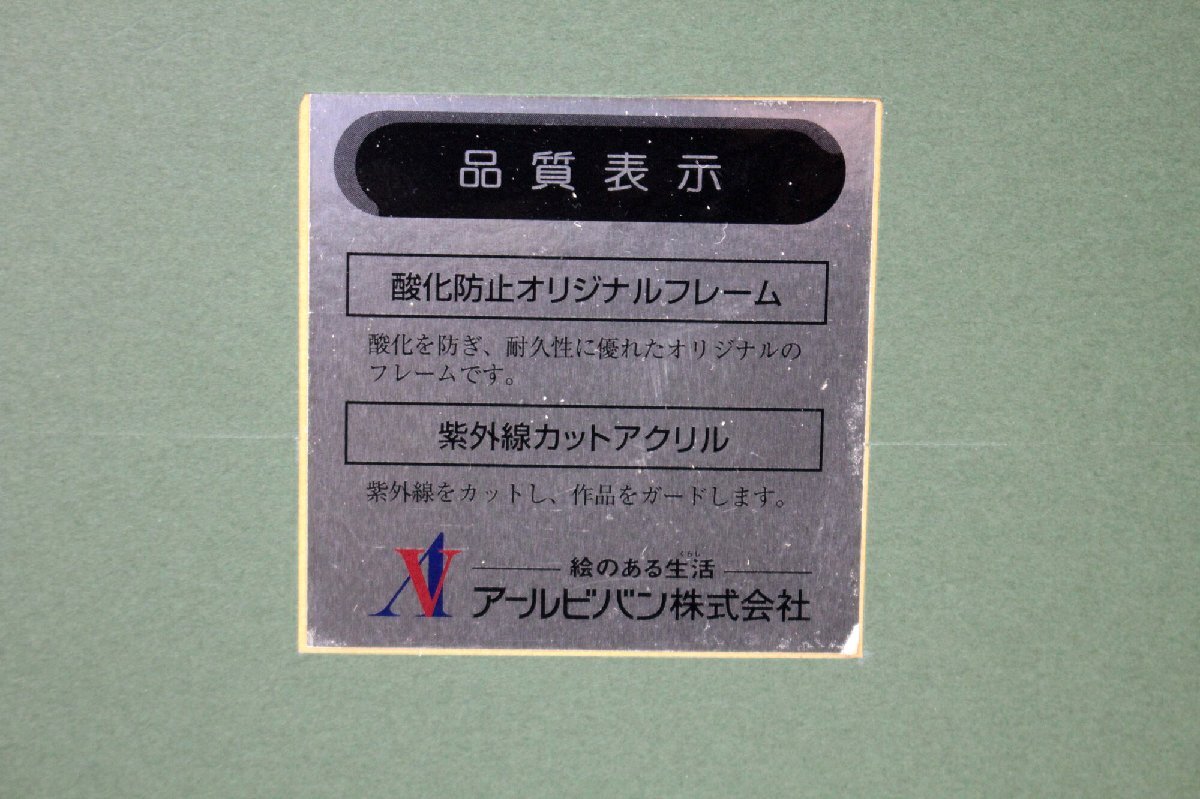 品質表示
酸化防止オリジナルフレーム
酸化を防ぎ、耐久性に優れたオリジナルの
フレームです。
紫外線カットアクリル
紫外線をカットし、作品をガードします。
くらし
絵のある生活
アールビバン株式会社